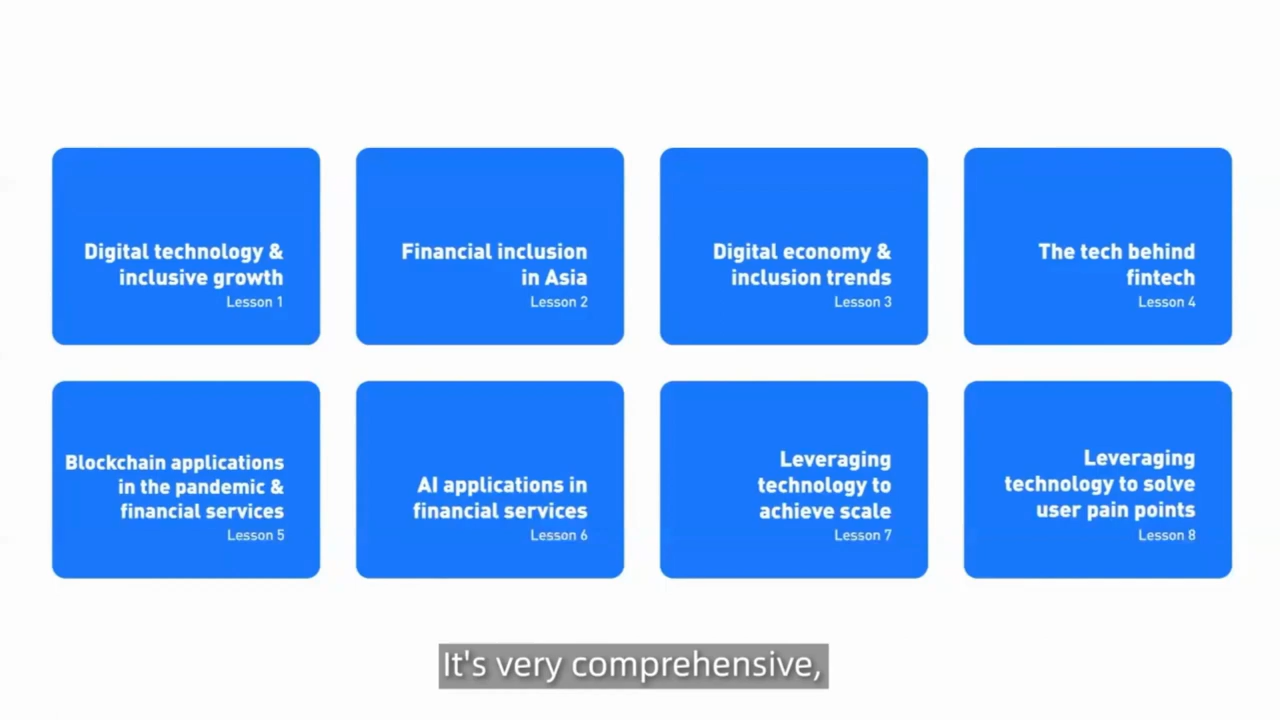 Digital technology &
inclusive growth
Lesson 1
Financial inclusion
in Asia
Lesson 2
Digital economy &
inclusion trends
Lesson 3
The tech behind
fintech
Lesson 4
Blockchain applications
in the pandemic &
financial services
Lesson 5
AI applications in
financial services
Lesson 6
Leveraging
technology to
achieve scale
Lesson 7
Leveraging
technology to solve
user pain points
Lesson 8
It's very comprehensive,